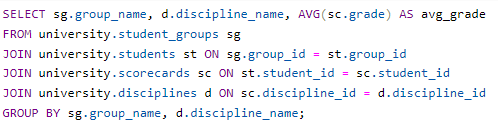 SELECT sg.group_name, d.discipline_name, AVG(sc.grade) AS avg_grade
FROM university.student_groups sg
JOIN university.students st ON sg.group_id = st.group_id
JOIN university.scorecards sc ON st.student_id = sc.student_id
JOIN university.disciplines d ON sc.discipline_id = d.discipline_id
GROUP BY sg.group_name, d.discipline_name;